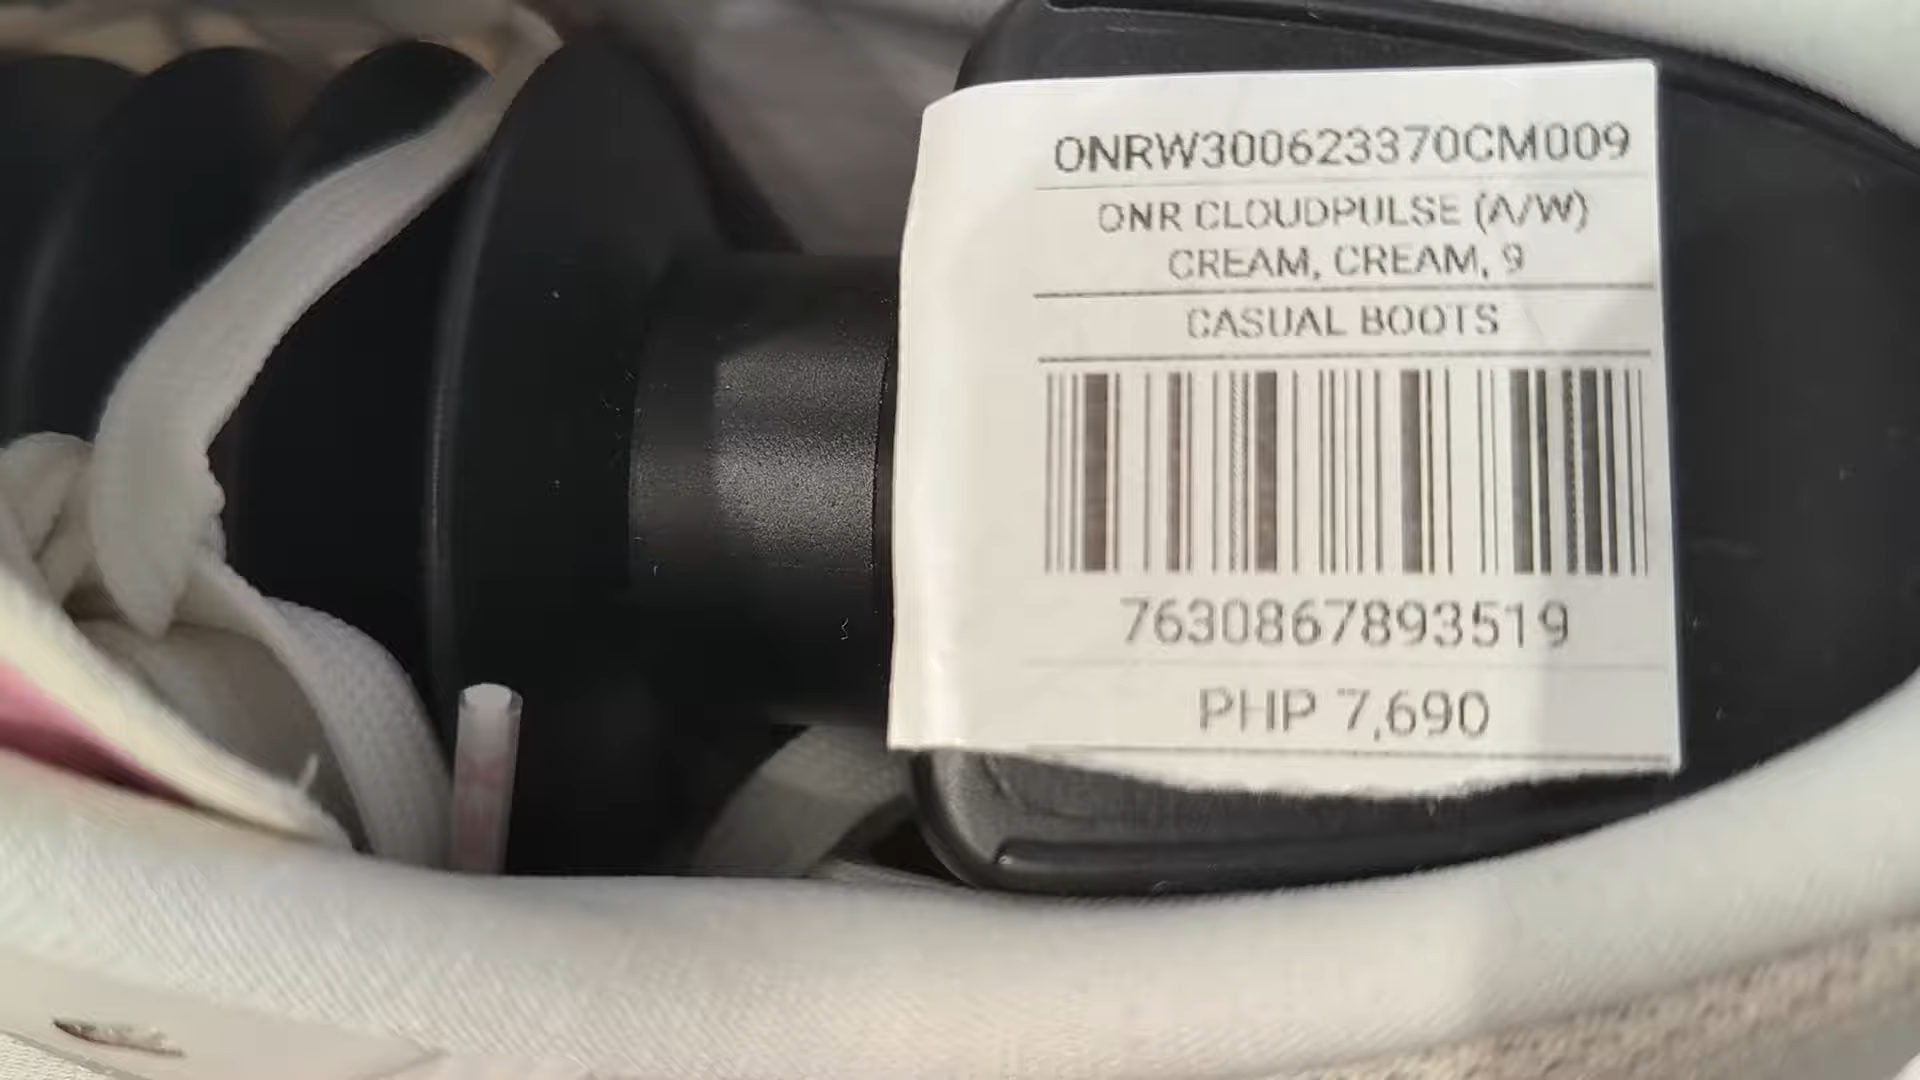 ONRW300623370CM009
ONR CLOUDPULSE (A/W)
CREAM, CREAM, 9
CASUAL BOOTS
7630867893519
PHP 7,690